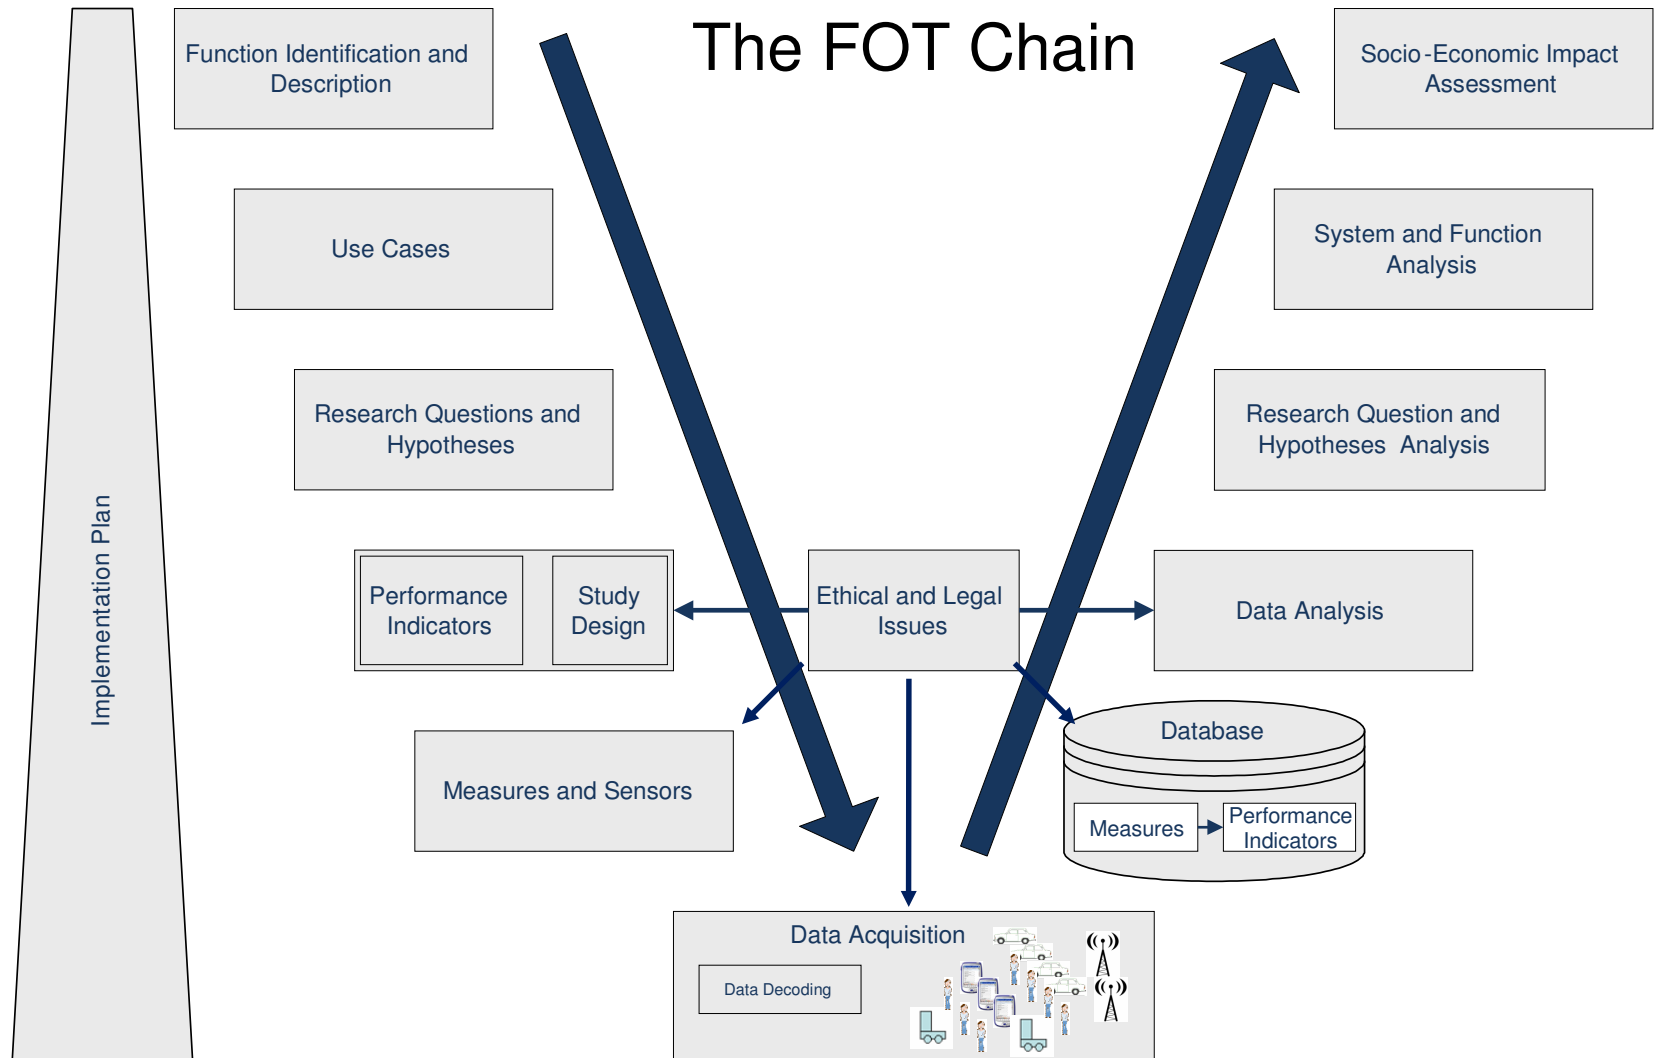 The FOT Chain
Function Identification and
Description
Socio-Economic Impact
Assessment
Use Cases
System and Function
Analysis
Research Questions and
Hypotheses
Research Question and
Hypotheses Analysis
Implementation Plan
Performance
Indicators
Study
Design
Ethical and Legal
Issues
Data Analysis
Measures and Sensors
Database
Measures
Performance
Indicators
Data Acquisition
Data Decoding